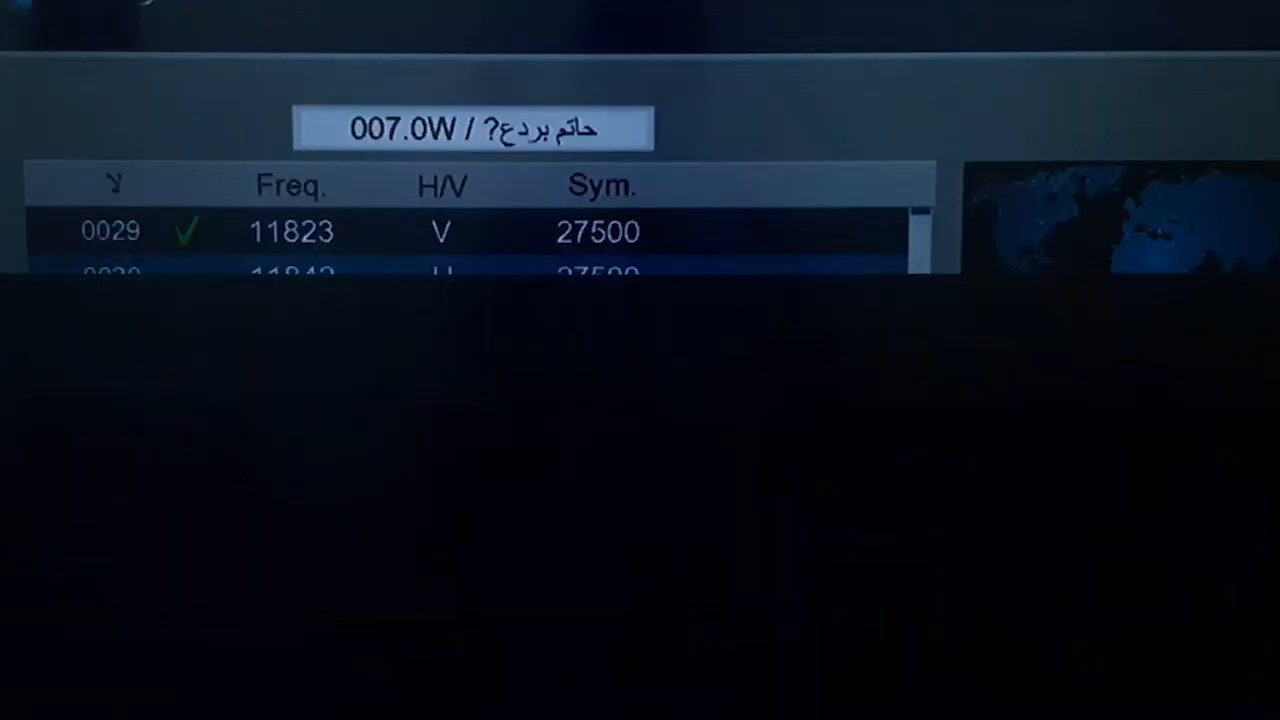 حاتم بردع? / 007.0W
لا Freq. H/V Sym.
0029 ✓ 11823 V 27500